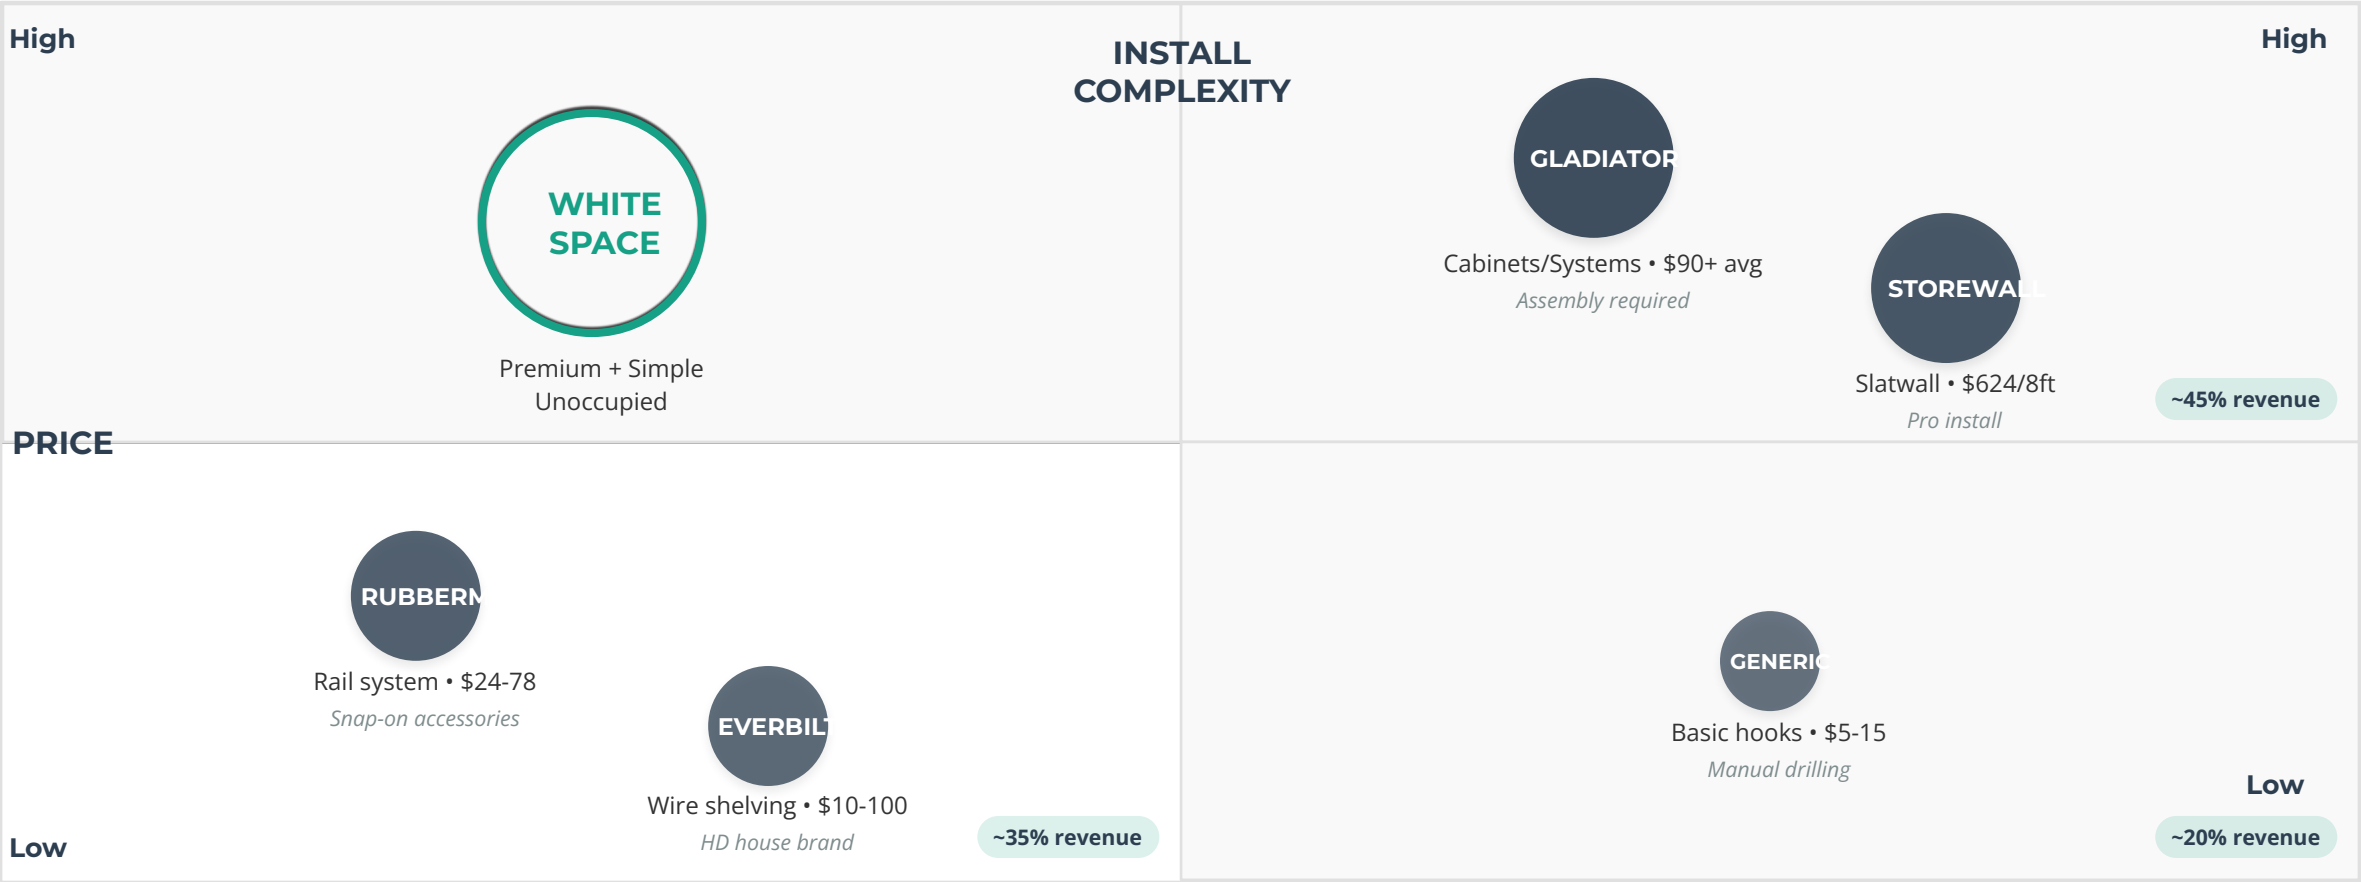 High
INSTALL
COMPLEXITY
High
WHITE
SPACE
Premium + Simple
Unoccupied
GLADIATOR
Cabinets/Systems • $90+ avg
Assembly required
STOREWALL
Slatwall • $624/8ft
Pro install
~45% revenue
PRICE
RUBBERM
Rail system • $24-78
Snap-on accessories
EVERBILT
Wire shelving • $10-100
HD house brand
~35% revenue
Low
GENERIC
Basic hooks • $5-15
Manual drilling
Low
~20% revenue